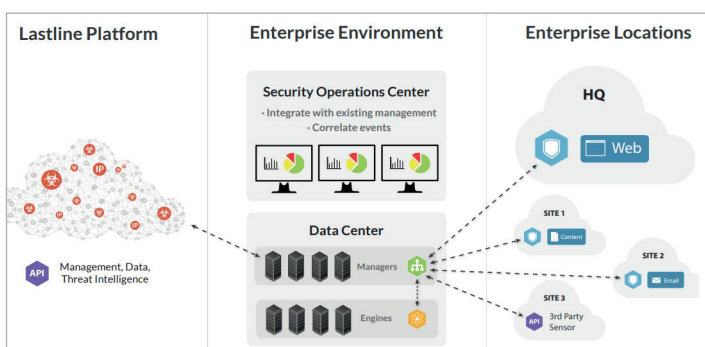 Lastline Platform
IP
IP
IP
API
Management, Data,
Threat Intelligence
Enterprise Environment
Security Operations Center
· Integrate with existing management
· Correlate events
Data Center
Managers
Engines
Enterprise Locations
HQ
Web
SITE 1
Content
SITE 2
Email
SITE 3
API
3rd Party
Sensor